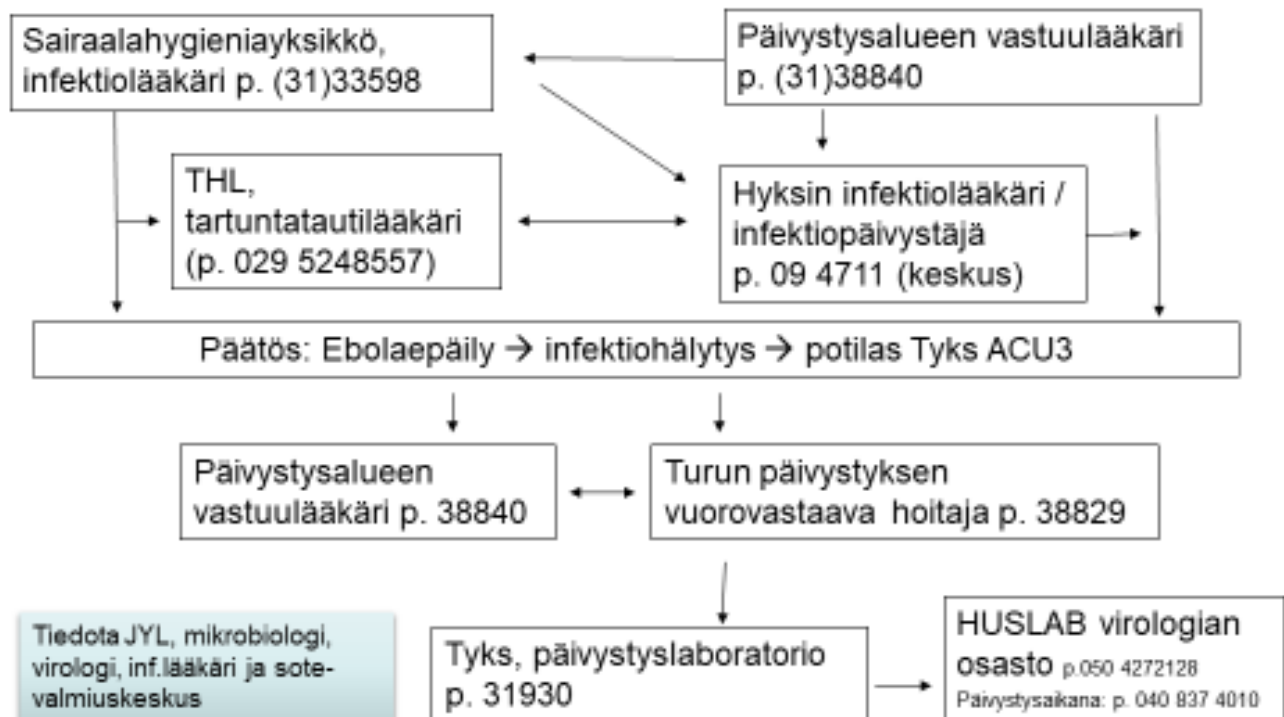 Sairaalahygieniayksikkö,
infektiolääkäri p. (31)33598
Päivystysalueen vastuulääkäri
p. (31)38840
THL,
tartuntatautilääkäri
(p. 029 5248557)
Hyksin infektiolääkäri /
infektiopäivystäjä
p. 09 4711 (keskus)
Päätös: Ebolaepäily → infektiohälytys → potilas Tyks ACU3
Päivystysalueen
vastuulääkäri p. 38840
Turun päivystyksen
vuorovastaava hoitaja p. 38829
Tiedota JYL, mikrobiologi,
virologi, inf.lääkäri ja sote-
valmiuskeskus
Tyks, päivystyslaboratorio
p. 31930
HUSLAB virologian
osasto p.050 4272128
Päivystysaikana: p. 040 837 4010